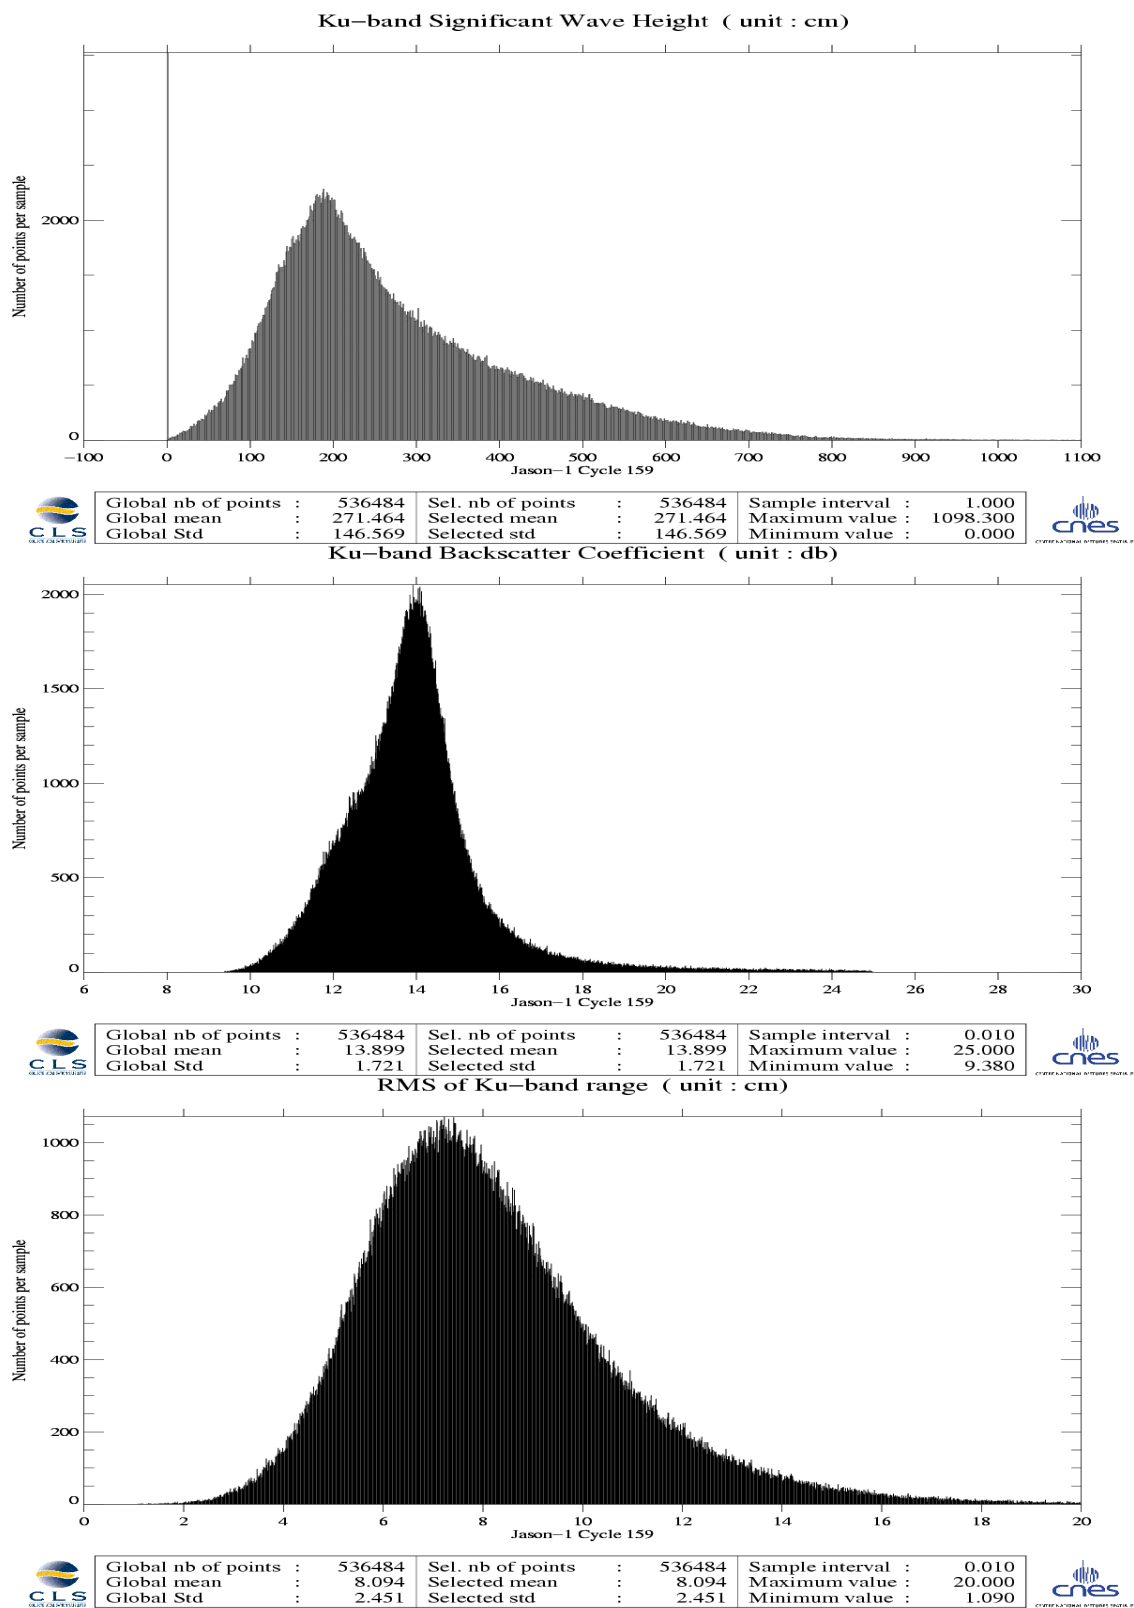 Ku-band Significant Wave Height ( unit : cm)
Number of points per sample
2000
0
-100 0 100 200 300 400 500 600 700 800 900 1000 1100
Jason-1 Cycle 159
CLS
Global nb of points : 536484 Sel. nb of points : 536484 Sample interval : 1.000
Global mean : 271.464 Selected mean : 271.464 Maximum value : 1098.300
Global Std : 146.569 Selected std : 146.569 Minimum value : 0.000
cnes
Ku-band Backscatter Coefficient ( unit : db)
Number of points per sample
2000
1500
1000
500
0
6 8 10 12 14 16 18 20 22 24 26 28 30
Jason-1 Cycle 159
CLS
Global nb of points : 536484 Sel. nb of points : 536484 Sample interval : 0.010
Global mean : 13.899 Selected mean : 13.899 Maximum value : 25.000
Global Std : 1.721 Selected std : 1.721 Minimum value : 9.380
cnes
RMS of Ku-band range ( unit : cm)
Number of points per sample
1000
800
600
400
200
0
0 2 4 6 8 10 12 14 16 18 20
Jason-1 Cycle 159
CLS
Global nb of points : 536484 Sel. nb of points : 536484 Sample interval : 0.010
Global mean : 8.094 Selected mean : 8.094 Maximum value : 20.000
Global Std : 2.451 Selected std : 2.451 Minimum value : 1.090
cnes